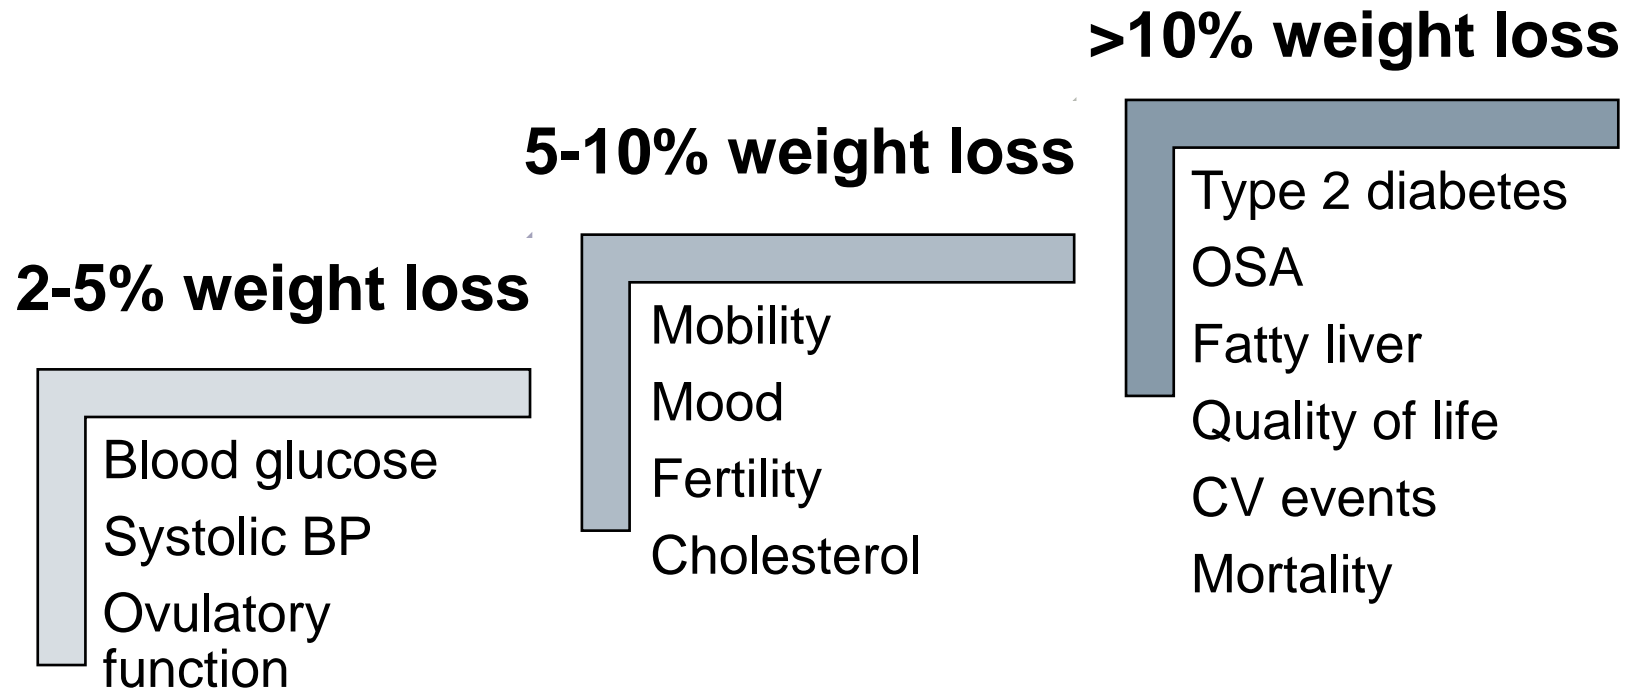 2-5% weight loss
Blood glucose
Systolic BP
Ovulatory
function
5-10% weight loss
Mobility
Mood
Fertility
Cholesterol
>10% weight loss
Type 2 diabetes
OSA
Fatty liver
Quality of life
CV events
Mortality